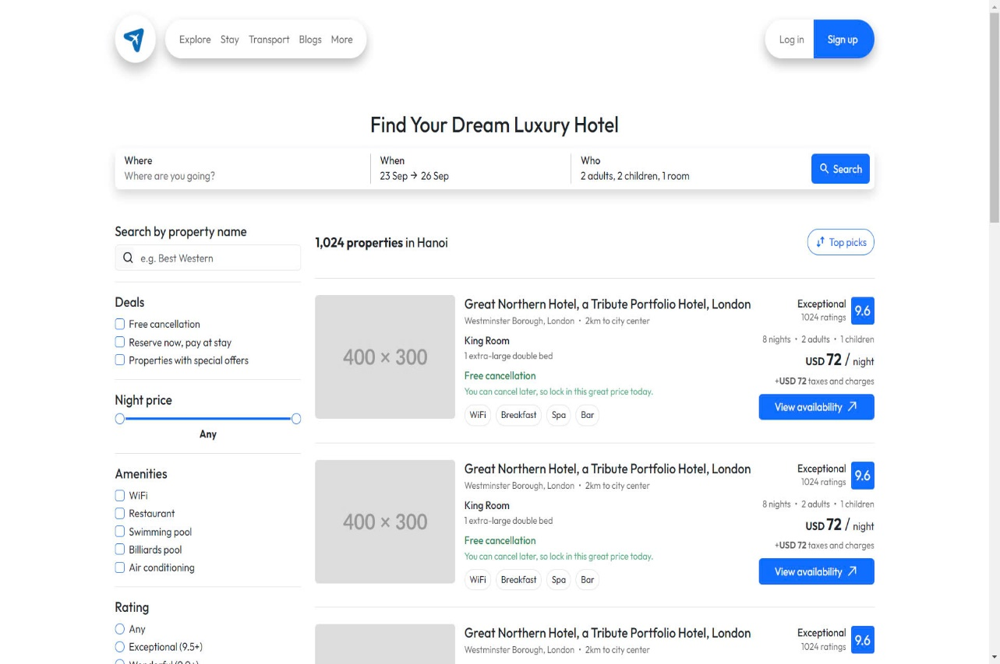 Explore Stay Transport Blogs More
Log in Sign up
Find Your Dream Luxury Hotel
Where
Where are you going?
When
23 Sep → 26 Sep
Who
2 adults, 2 children, 1 room
Search
Search by property name
e.g. Best Western
Deals
Free cancellation
Reserve now, pay at stay
Properties with special offers
Night price
Any
Amenities
WiFi
Restaurant
Swimming pool
Billiards pool
Air conditioning
Rating
Any
Exceptional (9.5+)
1,024 properties in Hanoi
Top picks
400 × 300
Great Northern Hotel, a Tribute Portfolio Hotel, London
Westminster Borough, London • 2km to city center
King Room
1 extra-large double bed
Free cancellation
You can cancel later, so lock in this great price today.
WiFi Breakfast Spa Bar
Exceptional
1024 ratings
9.6
8 nights • 2 adults • 1 children
USD 72 / night
+USD 72 taxes and charges
View availability
400 × 300
Great Northern Hotel, a Tribute Portfolio Hotel, London
Westminster Borough, London • 2km to city center
King Room
1 extra-large double bed
Free cancellation
You can cancel later, so lock in this great price today.
WiFi Breakfast Spa Bar
Exceptional
1024 ratings
9.6
8 nights • 2 adults • 1 children
USD 72 / night
+USD 72 taxes and charges
View availability
Great Northern Hotel, a Tribute Portfolio Hotel, London
Westminster Borough, London • 2km to city center
Exceptional
1024 ratings
9.6